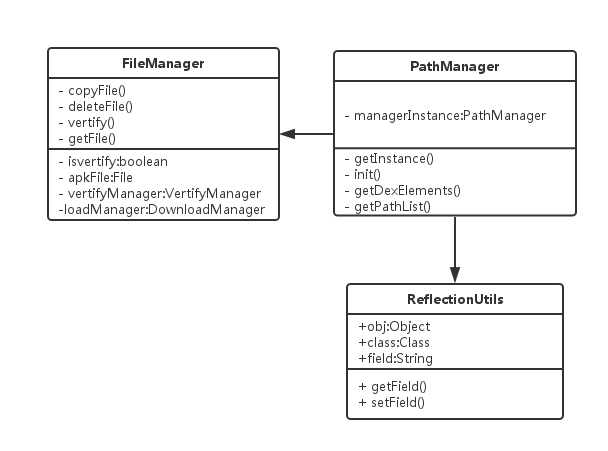 FileManager
- copyFile()
- deleteFile()
- vertify()
- getFile()
- isvertify:boolean
- apkFile:File
- vertifyManager:VertifyManager
-loadManager:DownloadManager
PathManager
- managerInstance:PathManager
- getInstance()
- init()
- getDexElements()
- getPathList()
ReflectionUtils
+obj:Object
+class:Class
+field:String
+ getField()
+ setField()